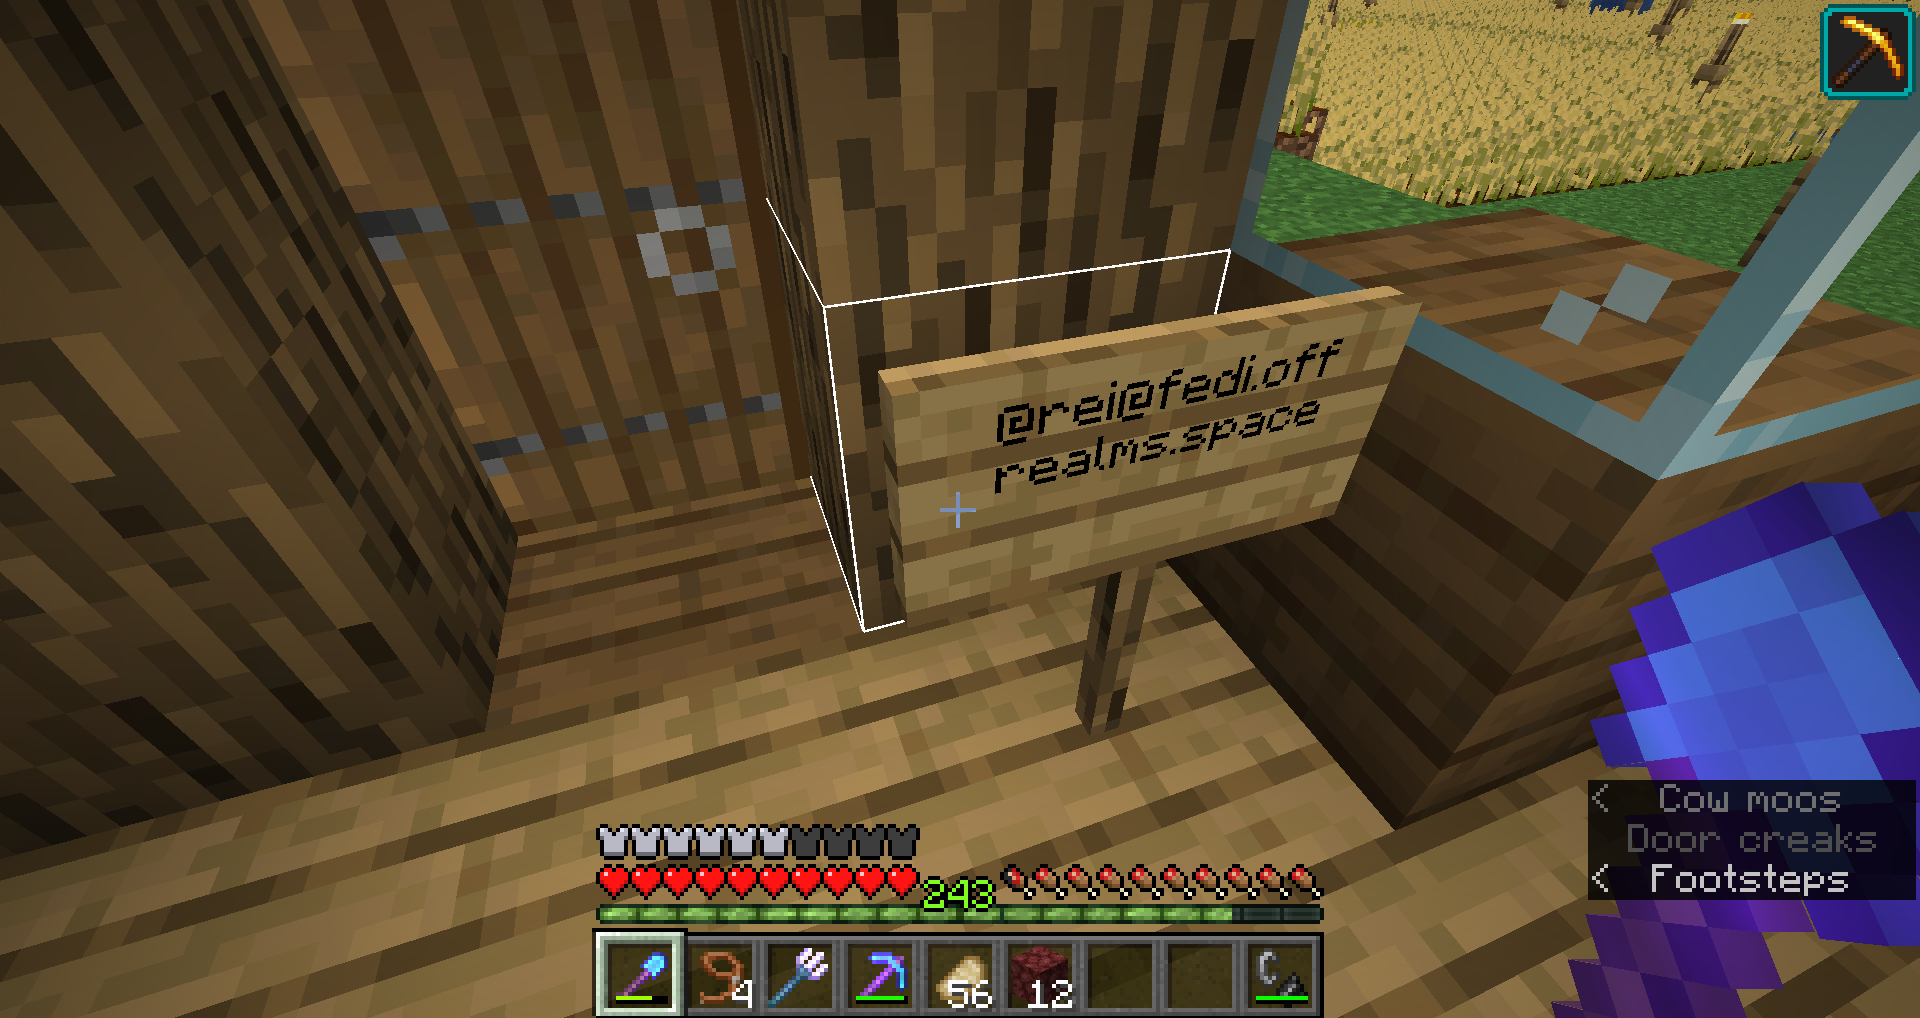 @rei@fedi.off
realms.space
< Cow moos
Door creaks
< Footsteps
243
4
56
12